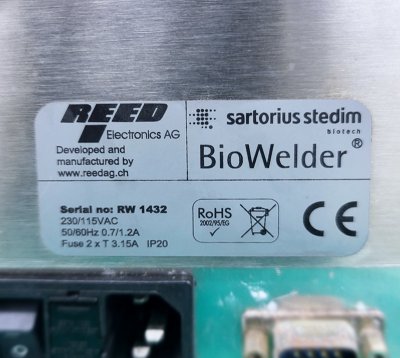 REED
Electronics AG
Developed and
manufactured by
www.reedag.ch
sartorius stedim
biotech
BioWelder®
Serial no: RW 1432
230/115VAC
50/60Hz 0.7/1.2A
Fuse 2 x T 3.15A IP20
RoHS
2002/95/EG
✓
CE